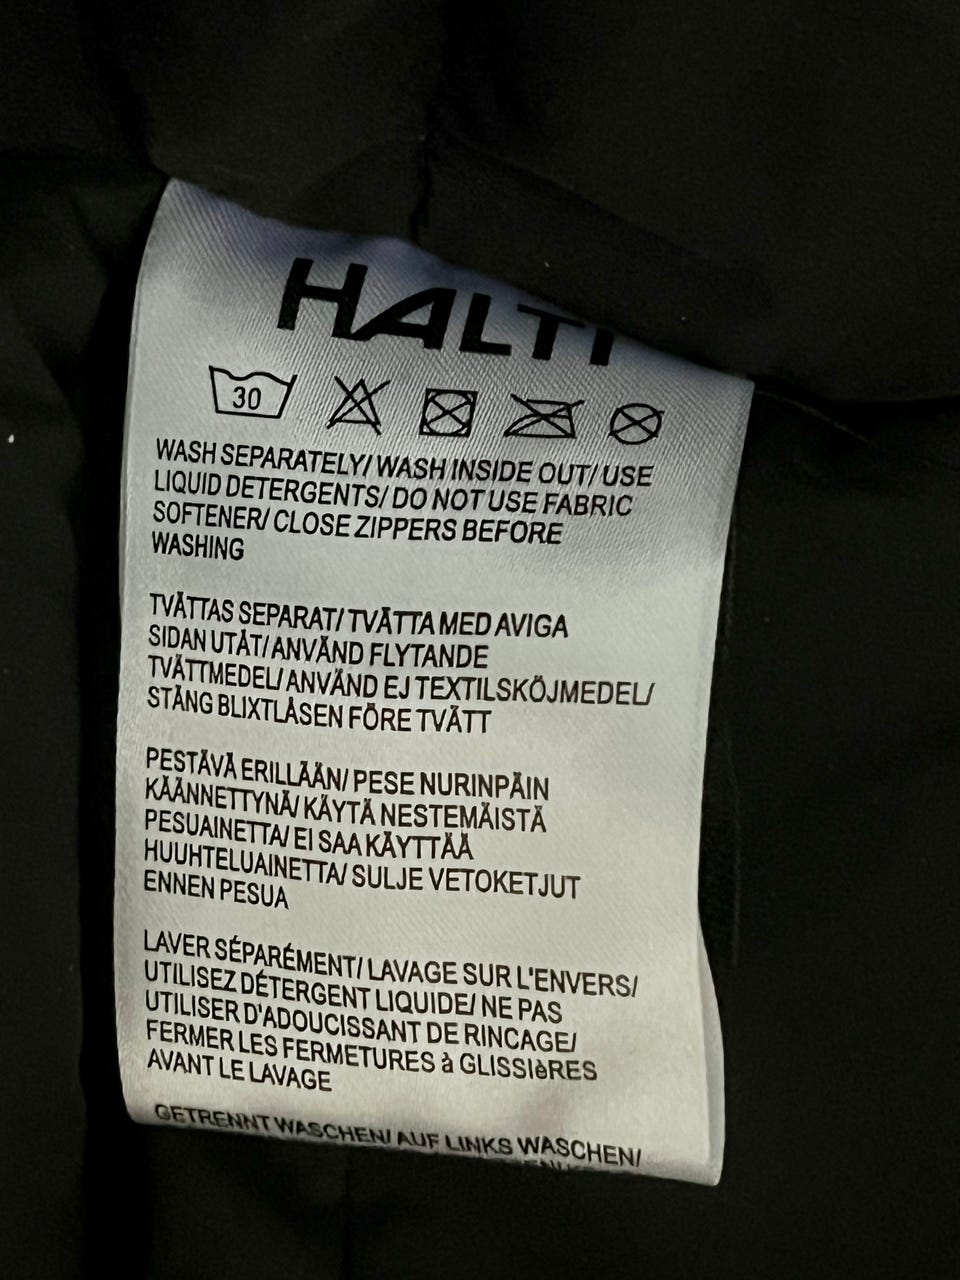 HALTI
30
WASH SEPARATELY/ WASH INSIDE OUT/ USE
LIQUID DETERGENTS/ DO NOT USE FABRIC
SOFTENER/ CLOSE ZIPPERS BEFORE
WASHING
TVÄTTAS SEPARAT/ TVÄTTA MED AVIGA
SIDAN UTÅT/ ANVÄND FLYTANDE
TVÄTTMEDEL/ ANVÄND EJ TEXTILSKÖJMEDEL/
STÄNG BLIXTLÅSEN FÖRE TVÄTT
PESTÄVÄ ERILLÄÄN/ PESE NURINPÄIN
KÄÄNNETTYNÄ/ KÄYTÄ NESTEMÄISTÄ
PESUAINETTA/ EI SAA KÄYTTÄÄ
HUUHTELUAINETTA/ SULJE VETOKETJUT
ENNEN PESUA
LAVER SÉPARÉMENT/ LAVAGE SUR L'ENVERS/
UTILISEZ DÉTERGENT LIQUIDE/ NE PAS
UTILISER D'ADOUCISSANT DE RINCAGE/
FERMER LES FERMETURES à GLISSIèRES
AVANT LE LAVAGE
GETRENNT WASCHEN/ AUF LINKS WASCHEN/